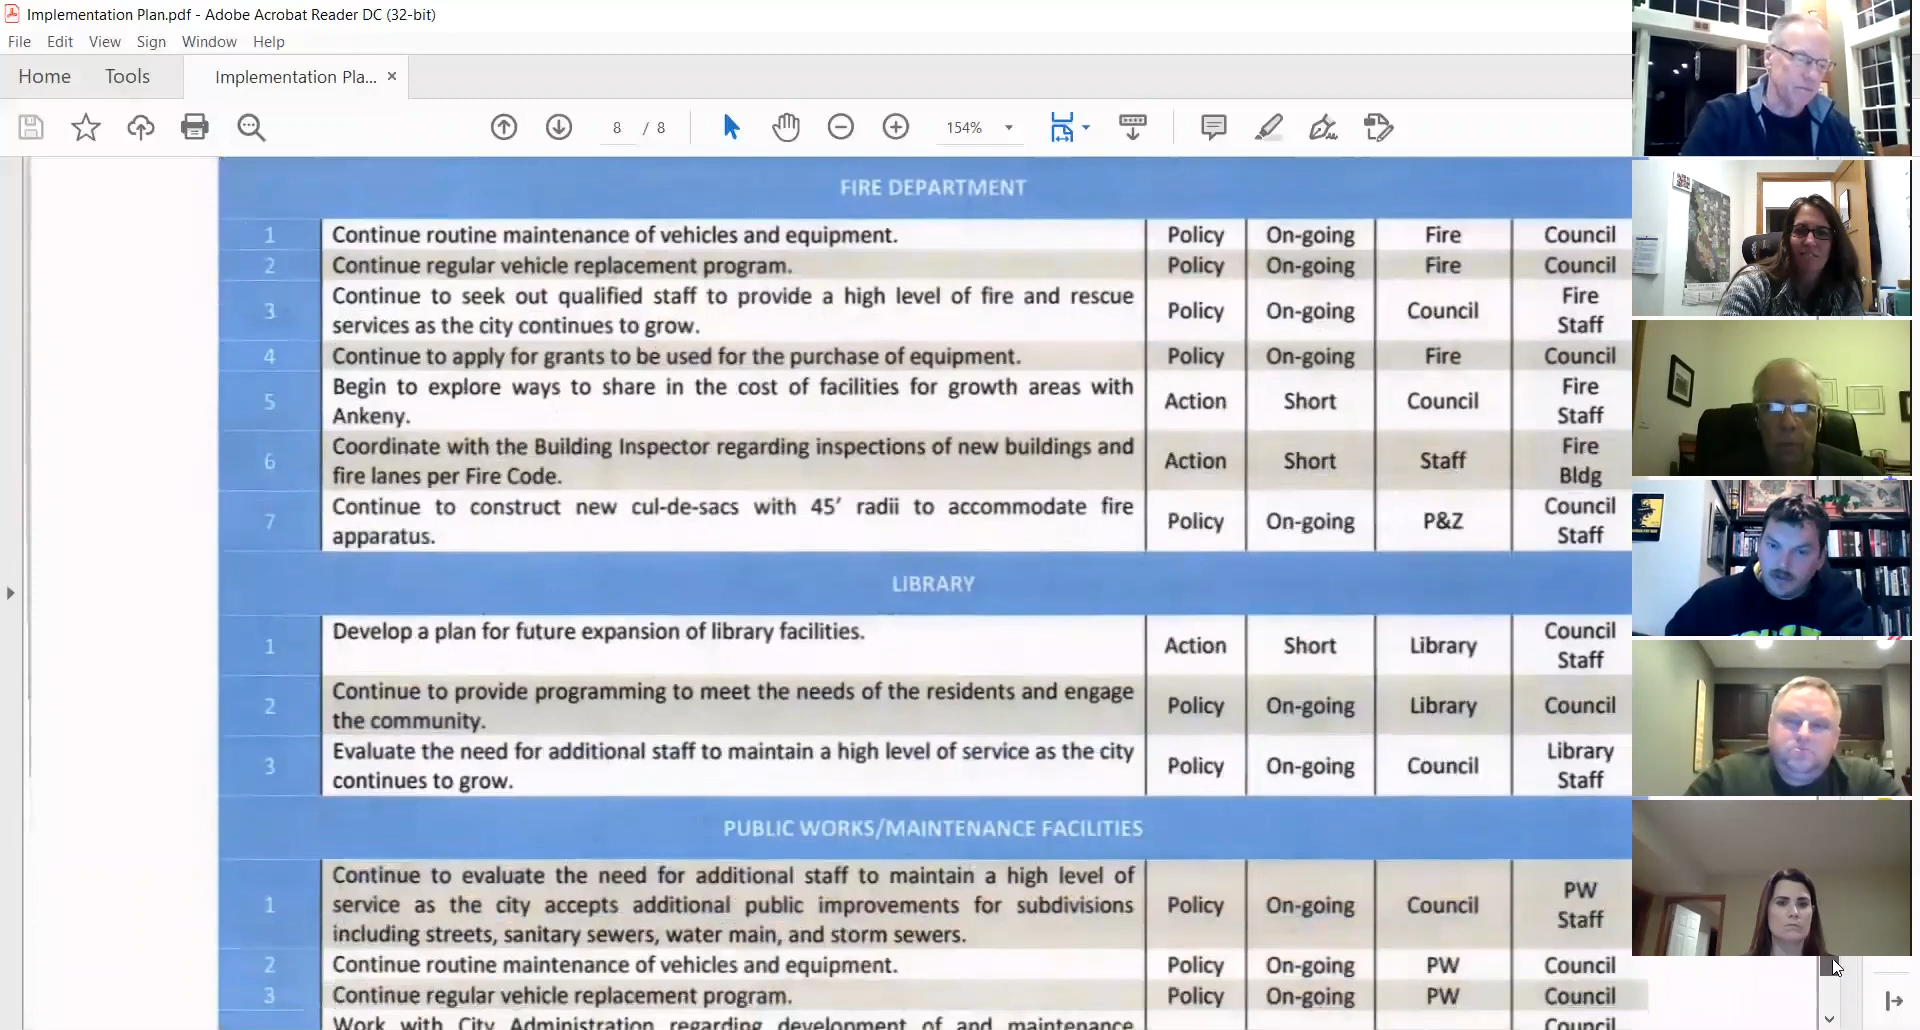 Implementation Plan.pdf - Adobe Acrobat Reader DC (32-bit)
File Edit View Sign Window Help
Home Tools Implementation Pla... ×
8 / 8 154%
FIRE DEPARTMENT
1 Continue routine maintenance of vehicles and equipment. Policy On-going Fire Council
2 Continue regular vehicle replacement program. Policy On-going Fire Council
3 Continue to seek out qualified staff to provide a high level of fire and rescue
services as the city continues to grow. Policy On-going Council Fire
Staff
4 Continue to apply for grants to be used for the purchase of equipment. Policy On-going Fire Council
5 Begin to explore ways to share in the cost of facilities for growth areas with
Ankeny. Action Short Council Fire
Staff
6 Coordinate with the Building Inspector regarding inspections of new buildings and
fire lanes per Fire Code. Action Short Staff Fire
Bldg
7 Continue to construct new cul-de-sacs with 45' radii to accommodate fire
apparatus. Policy On-going P&Z Council
Staff
LIBRARY
1 Develop a plan for future expansion of library facilities. Action Short Library Council
Staff
2 Continue to provide programming to meet the needs of the residents and engage
the community. Policy On-going Library Council
3 Evaluate the need for additional staff to maintain a high level of service as the city
continues to grow. Policy On-going Council Library
Staff
PUBLIC WORKS/MAINTENANCE FACILITIES
1 Continue to evaluate the need for additional staff to maintain a high level of
service as the city accepts additional public improvements for subdivisions
including streets, sanitary sewers, water main, and storm sewers. Policy On-going Council PW
Staff
2 Continue routine maintenance of vehicles and equipment. Policy On-going PW Council
3 Continue regular vehicle replacement program. Policy On-going PW Council
Work with City Administration regarding development of and maintenance Council